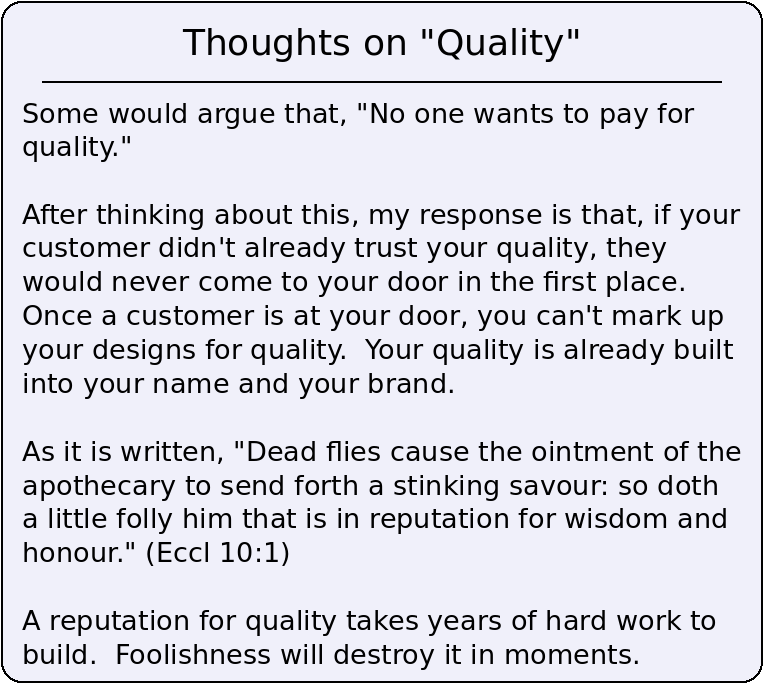 Thoughts on "Quality"
Some would argue that, "No one wants to pay for
quality."
After thinking about this, my response is that, if your
customer didn't already trust your quality, they
would never come to your door in the first place.
Once a customer is at your door, you can't mark up
your designs for quality.  Your quality is already built
into your name and your brand.
As it is written, "Dead flies cause the ointment of the
apothecary to send forth a stinking savour: so doth
a little folly him that is in reputation for wisdom and
honour." (Eccl 10:1)
A reputation for quality takes years of hard work to
build.  Foolishness will destroy it in moments.